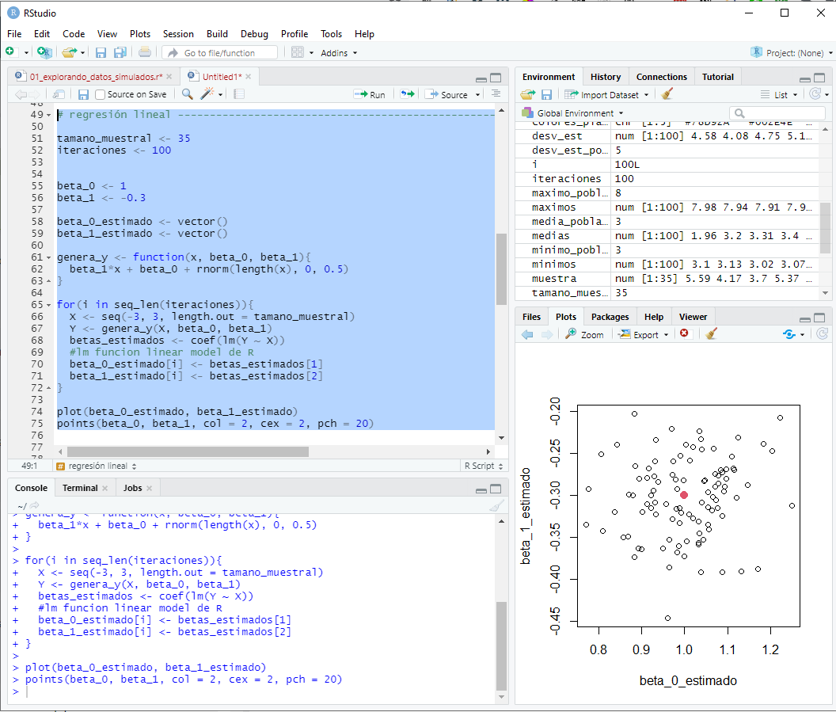 RStudio
File Edit Code View Plots Session Build Debug Profile Tools Help
Go to file/function
Addins
Project: (None)
01_explorando_datos_simulados.r*
Untitled1*
Source on Save
Run
Source
48
49 # regresión lineal ------------------------------------------------
50
51 tamano_muestral <- 35
52 iteraciones <- 100
53
54
55 beta_0 <- 1
56 beta_1 <- -0.3
57
58 beta_0_estimado <- vector()
59 beta_1_estimado <- vector()
60
61 genera_y <- function(x, beta_0, beta_1){
62   beta_1*x + beta_0 + rnorm(length(x), 0, 0.5)
63 }
64
65 for(i in seq_len(iteraciones)){
66   X <- seq(-3, 3, length.out = tamano_muestral)
67   Y <- genera_y(X, beta_0, beta_1)
68   betas_estimados <- coef(lm(Y ~ X))
69   #lm funcion linear model de R
70   beta_0_estimado[i] <- betas_estimados[1]
71   beta_1_estimado[i] <- betas_estimados[2]
72 }
73
74 plot(beta_0_estimado, beta_1_estimado)
75 points(beta_0, beta_1, col = 2, cex = 2, pch = 20)
76
77
78
49:1 regresión lineal R Script
Console Terminal Jobs
~/
> genera_y <- function(x, beta_0, beta_1){
+   beta_1*x + beta_0 + rnorm(length(x), 0, 0.5)
+ }
>
> for(i in seq_len(iteraciones)){
+   X <- seq(-3, 3, length.out = tamano_muestral)
+   Y <- genera_y(X, beta_0, beta_1)
+   betas_estimados <- coef(lm(Y ~ X))
+   #lm funcion linear model de R
+   beta_0_estimado[i] <- betas_estimados[1]
+   beta_1_estimado[i] <- betas_estimados[2]
+ }
>
> plot(beta_0_estimado, beta_1_estimado)
> points(beta_0, beta_1, col = 2, cex = 2, pch = 20)
>
Environment History Connections Tutorial
Import Dataset
List
Global Environment
colores_pla… chr [1:5] "#78B92A" "#002E4E" …
desv_est num [1:100] 4.58 4.08 4.75 5.1…
desv_est_po… 5
i 100L
iteraciones 100
maximo_pobl… 8
maximos num [1:100] 7.98 7.94 7.91 7.9…
media_pobla… 3
medias num [1:100] 1.96 3.2 3.31 3.4 …
minimo_pobl… 3
minimos num [1:100] 3.1 3.13 3.02 3.07…
muestra num [1:35] 5.59 4.17 3.7 5.37 …
tamano_mues… 35
Files Plots Packages Help Viewer
Zoom
Export
beta_1_estimado
-0.20
-0.25
-0.30
-0.35
-0.40
-0.45
0.8 0.9 1.0 1.1 1.2
beta_0_estimado